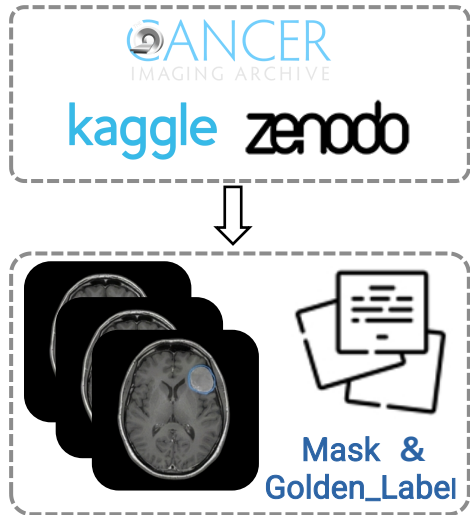 CANCER
IMAGING ARCHIVE
kaggle zenodo
Mask &
Golden_Label